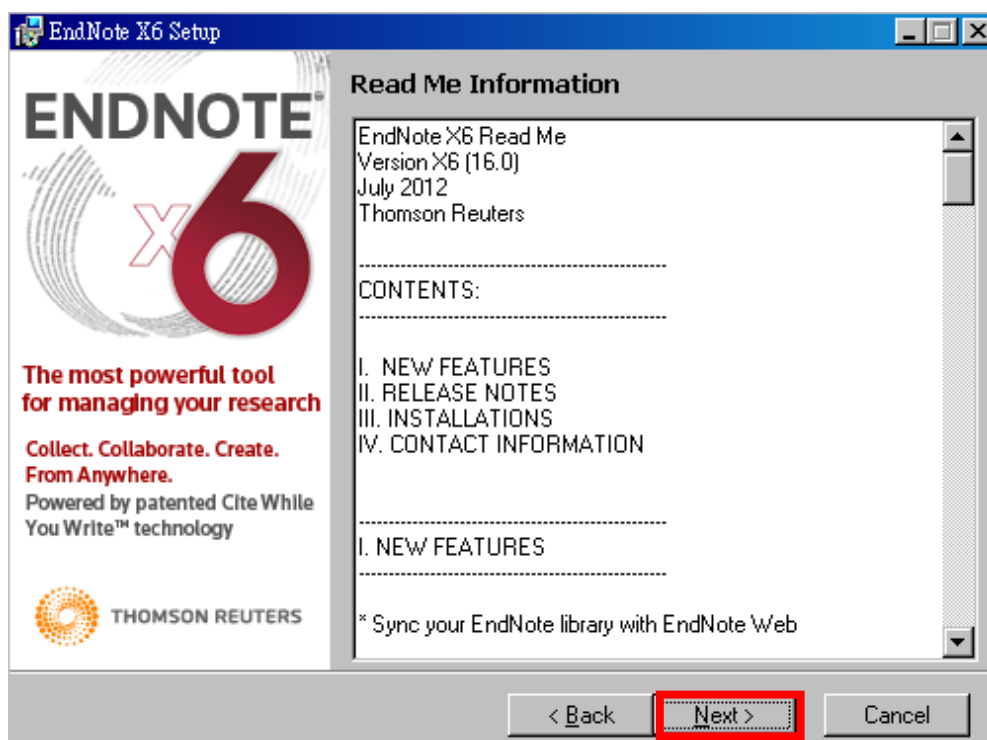 EndNote X6 Setup
ENDNOTE®
X6
The most powerful tool
for managing your research
Collect. Collaborate. Create.
From Anywhere.
Powered by patented Cite While
You Write™ technology
THOMSON REUTERS
Read Me Information
EndNote X6 Read Me
Version X6 (16.0)
July 2012
Thomson Reuters
------------------------------------------------------
CONTENTS:
------------------------------------------------------
I.  NEW FEATURES
II. RELEASE NOTES
III. INSTALLATIONS
IV. CONTACT INFORMATION
------------------------------------------------------
I. NEW FEATURES
------------------------------------------------------
* Sync your EndNote library with EndNote Web
< Back
Next >
Cancel